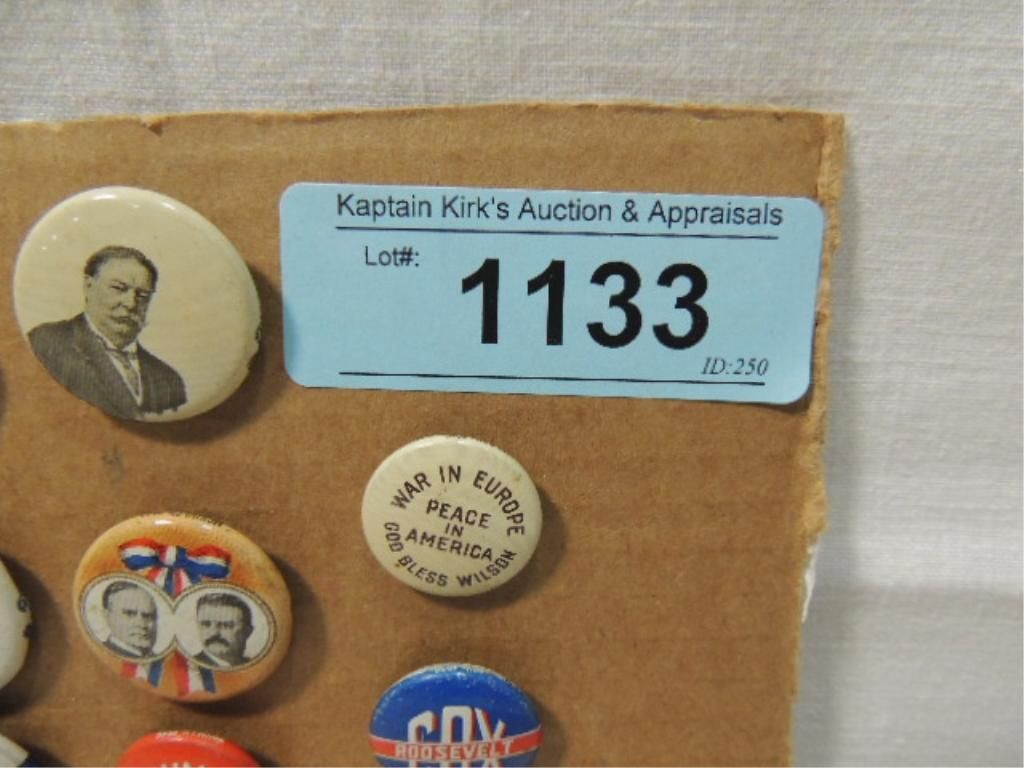 Kaptain Kirk's Auction & Appraisals
Lot#:
1133
ID:250
WAR IN EUROPE
PEACE
IN
AMERICA
GOD BLESS WILSON
COX
ROOSEVELT